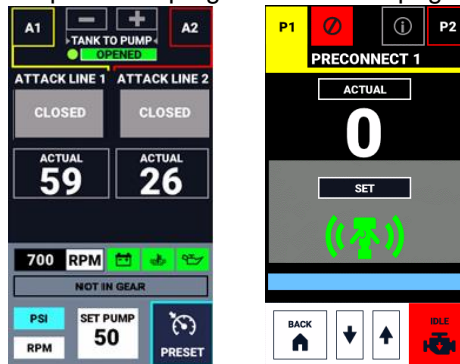 A1
A2
TANK TO PUMP
OPENED
ATTACK LINE 1 ATTACK LINE 2
CLOSED CLOSED
ACTUAL ACTUAL
59 26
700 RPM
NOT IN GEAR
PSI
RPM
SET PUMP
50
PRESET
P1
P2
PRECONNECT 1
ACTUAL
0
SET
BACK
IDLE